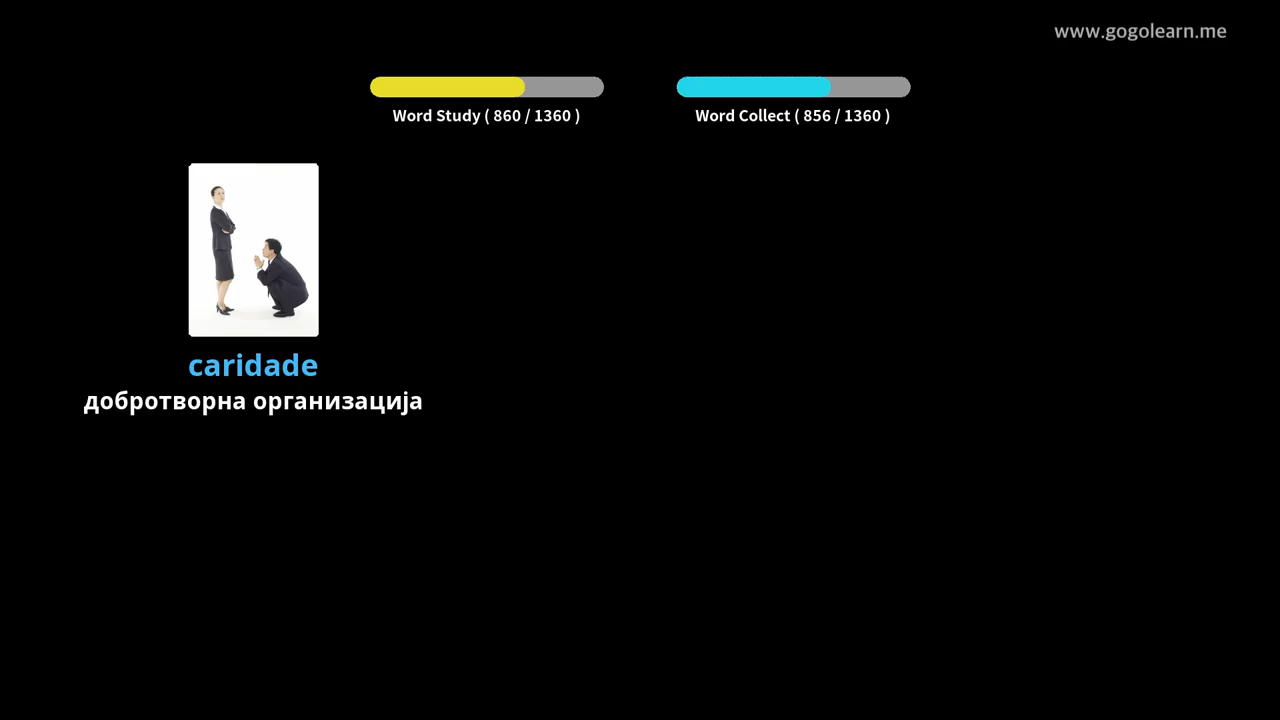 www.gogolearn.me
Word Study ( 860 / 1360 )
Word Collect ( 856 / 1360 )
caridade
добротворна организација